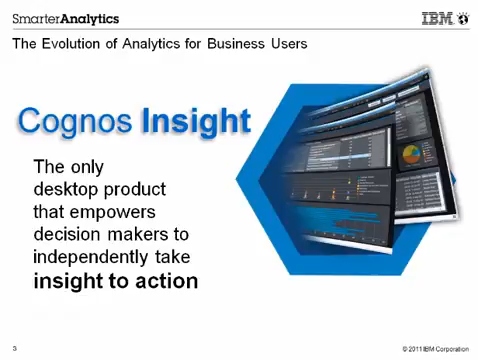 SmarterAnalytics
IBM
The Evolution of Analytics for Business Users
Cognos Insight
The only
desktop product
that empowers
decision makers to
independently take
insight to action
3
© 2011 IBM Corporation